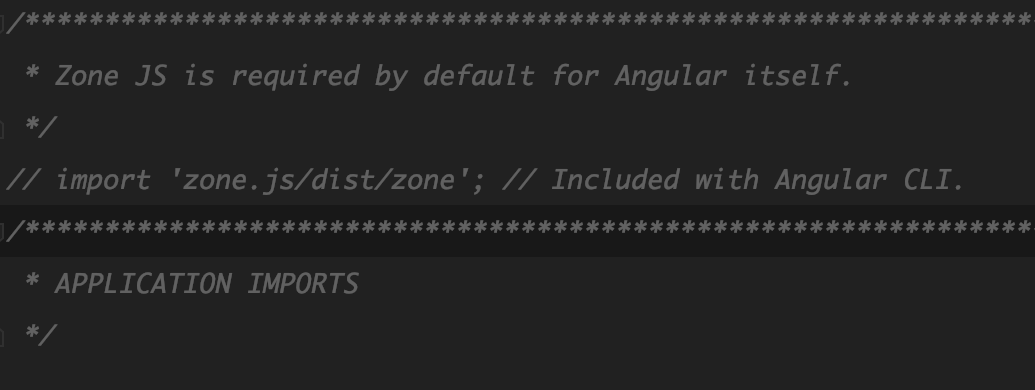 /***************************************************************
* Zone JS is required by default for Angular itself.
*/
// import 'zone.js/dist/zone'; // Included with Angular CLI.
/***************************************************************
* APPLICATION IMPORTS
*/